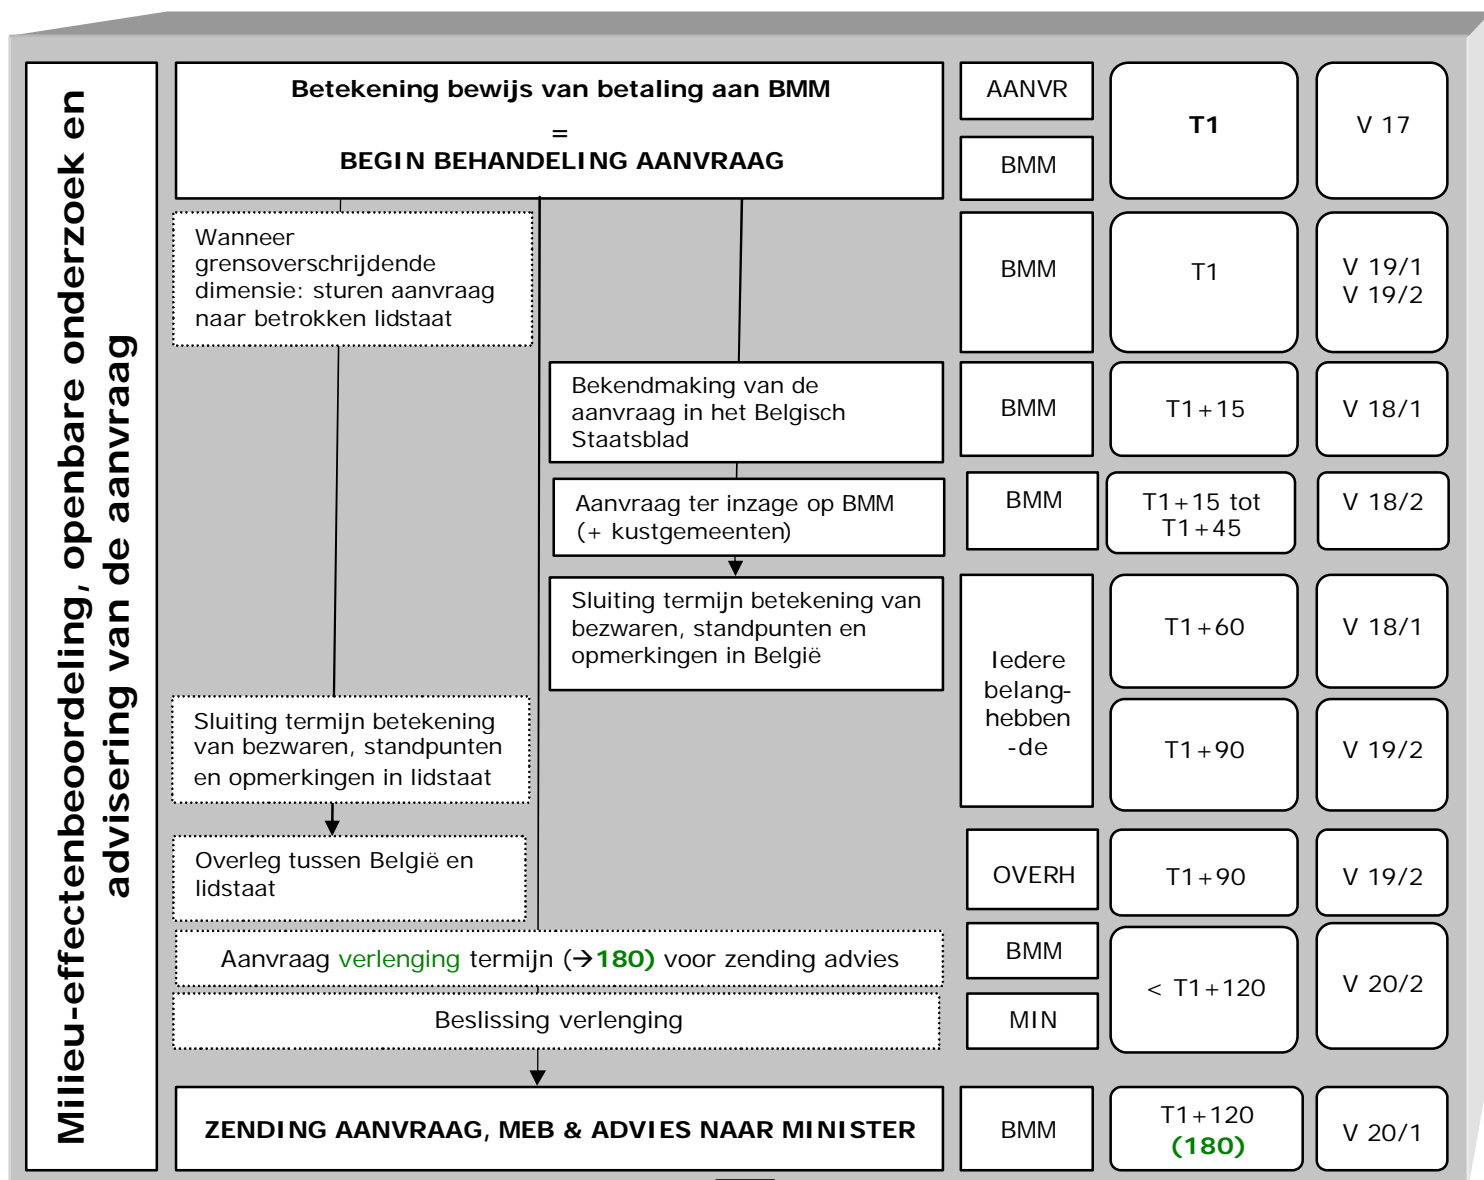 Milieu-effectenbeoordeling, openbare onderzoek en
advisering van de aanvraag
Betekening bewijs van betaling aan BMM
=
BEGIN BEHANDELING AANVRAAG
AANVR
BMM
T1
V 17
Wanneer
grensoverschrijdende
dimensie: sturen aanvraag
naar betrokken lidstaat
BMM
T1
V 19/1
V 19/2
Bekendmaking van de
aanvraag in het Belgisch
Staatsblad
BMM
T1+15
V 18/1
Aanvraag ter inzage op BMM
(+ kustgemeenten)
BMM
T1+15 tot
T1+45
V 18/2
Sluiting termijn betekening van
bezwaren, standpunten en
opmerkingen in België
Iedere
belang-
hebben
-de
T1+60
V 18/1
Sluiting termijn betekening
van bezwaren, standpunten
en opmerkingen in lidstaat
T1+90
V 19/2
Overleg tussen België en
lidstaat
OVERH
T1+90
V 19/2
Aanvraag verlenging termijn (→180) voor zending advies
BMM
< T1+120
V 20/2
Beslissing verlenging
MIN
ZENDING AANVRAAG, MEB & ADVIES NAAR MINISTER
BMM
T1+120
(180)
V 20/1